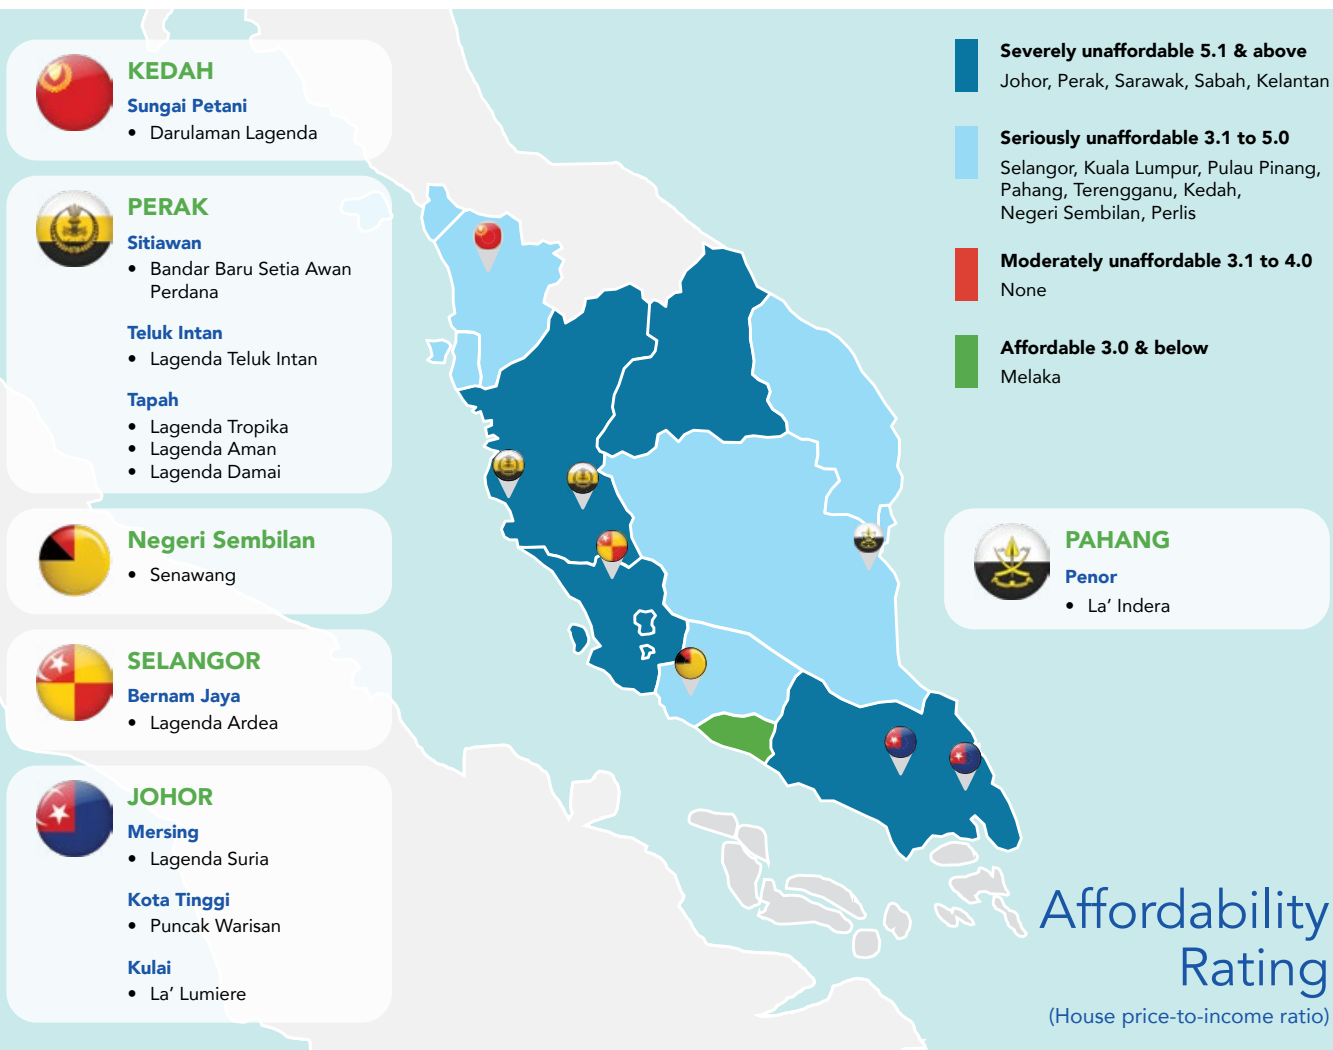 KEDAH
Sungai Petani
• Darulaman Lagenda
PERAK
Sitiawan
• Bandar Baru Setia Awan
Perdana
Teluk Intan
• Lagenda Teluk Intan
Tapah
• Lagenda Tropika
• Lagenda Aman
• Lagenda Damai
Negeri Sembilan
• Senawang
SELANGOR
Bernam Jaya
• Lagenda Ardea
JOHOR
Mersing
• Lagenda Suria
Kota Tinggi
• Puncak Warisan
Kulai
• La’ Lumiere
Severely unaffordable 5.1 & above
Johor, Perak, Sarawak, Sabah, Kelantan
Seriously unaffordable 3.1 to 5.0
Selangor, Kuala Lumpur, Pulau Pinang,
Pahang, Terengganu, Kedah,
Negeri Sembilan, Perlis
Moderately unaffordable 3.1 to 4.0
None
Affordable 3.0 & below
Melaka
PAHANG
Penor
• La’ Indera
Affordability
Rating
(House price-to-income ratio)